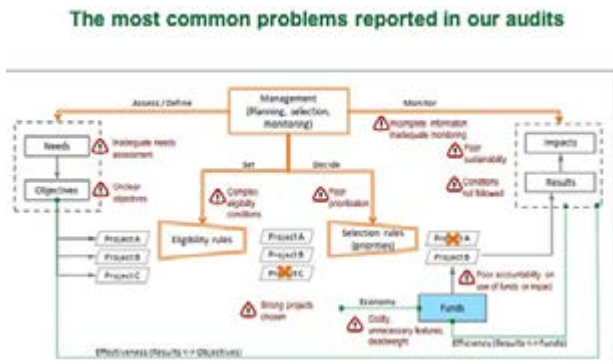 The most common problems reported in our audits
Assess / Define
Management
(Planning, selection,
monitoring)
Monitor
Needs
Inadequate needs
assessment
Objectives
Unclear
objectives
Incomplete information
Inadequate monitoring
Poor
sustainability
Impacts
Conditions
not followed
Results
Set
Decide
Complex
eligibility
conditions
Poor
prioritisation
Project A
Project B
Project C
Eligibility rules
Project A
Project B
Project C
Selection rules
(priorities)
Project A
Project B
Poor accountability on
use of funds or impact
Wrong projects
chosen
Economy
Funds
Costly,
unnecessary features,
deadweight
Effectiveness (Results <-> Objectives)
Efficiency (Results <-> Funds)